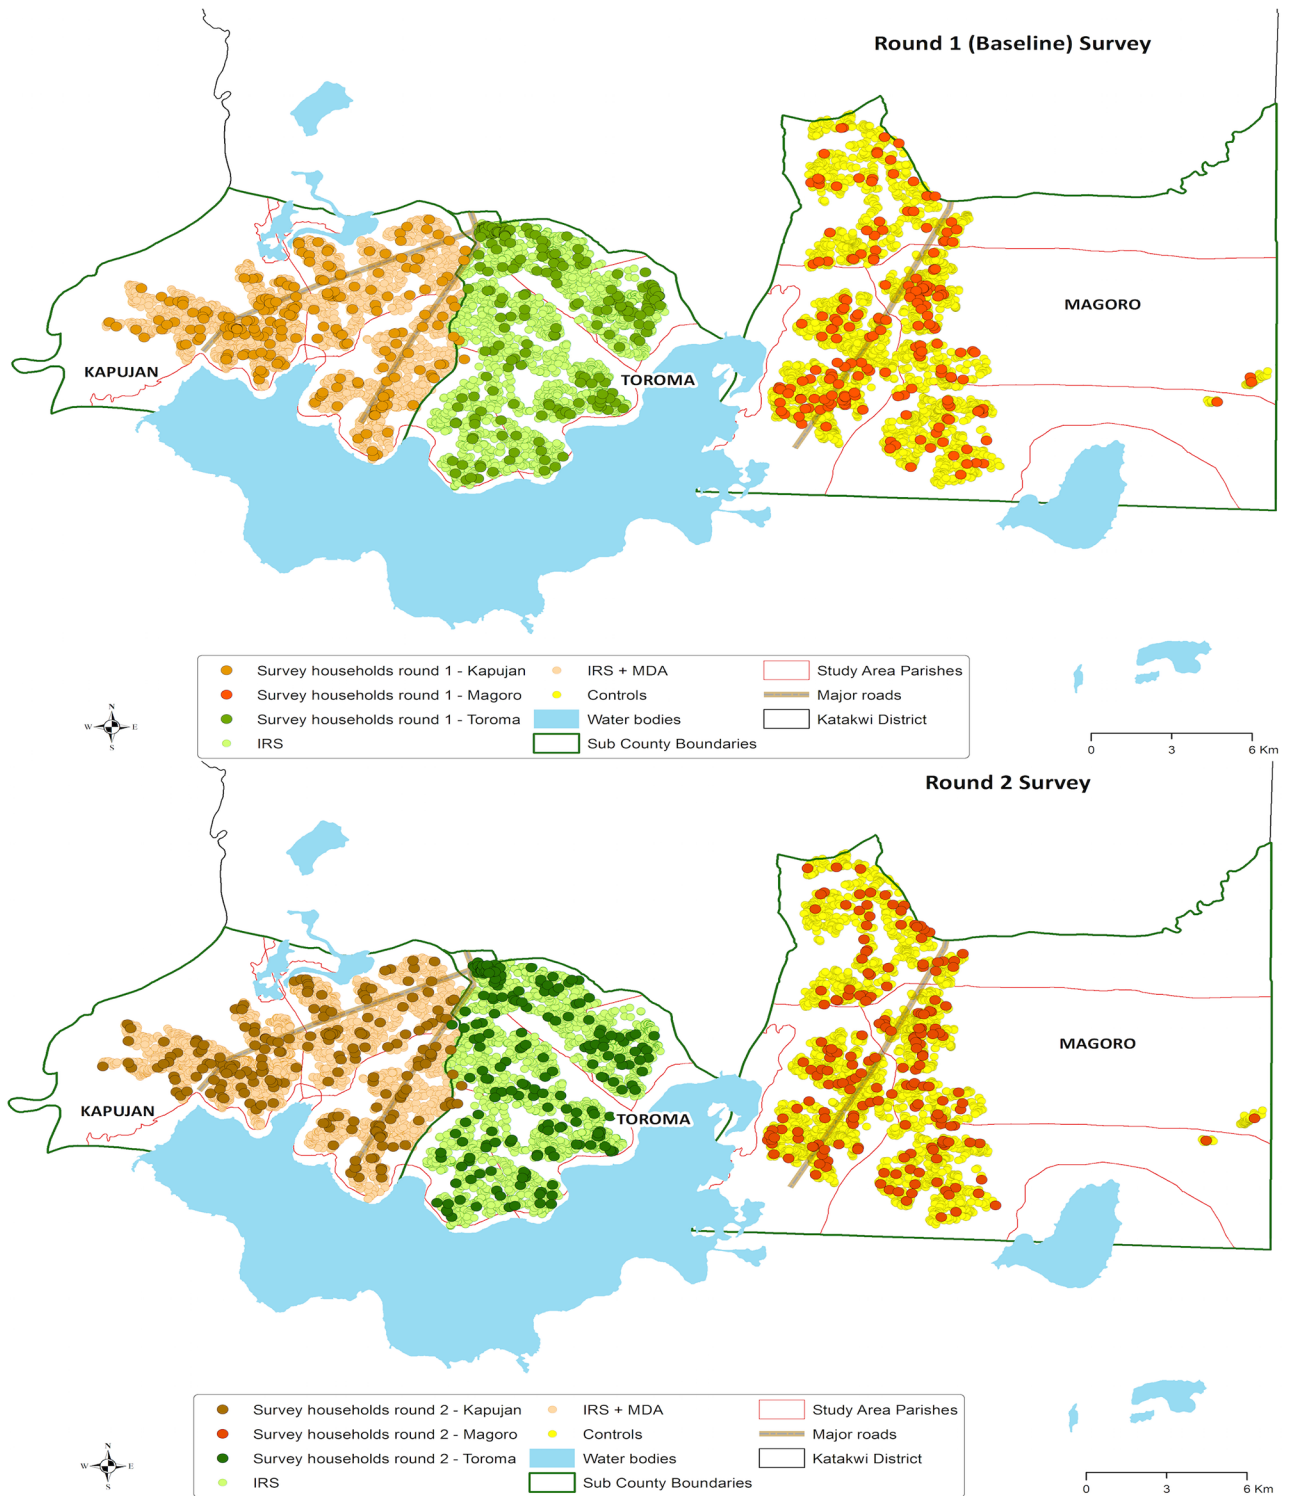 Round 1 (Baseline) Survey
MAGORO
KAPUJAN
TOROMA
Survey households round 1 - Kapujan
IRS + MDA
Study Area Parishes
Survey households round 1 - Magoro
Controls
Major roads
Survey households round 1 - Toroma
Water bodies
Katakwi District
IRS
Sub County Boundaries
N
W E
S
0 3 6 Km
Round 2 Survey
MAGORO
KAPUJAN
TOROMA
Survey households round 2 - Kapujan
IRS + MDA
Study Area Parishes
Survey households round 2 - Magoro
Controls
Major roads
Survey households round 2 - Toroma
Water bodies
Katakwi District
IRS
Sub County Boundaries
N
W E
S
0 3 6 Km